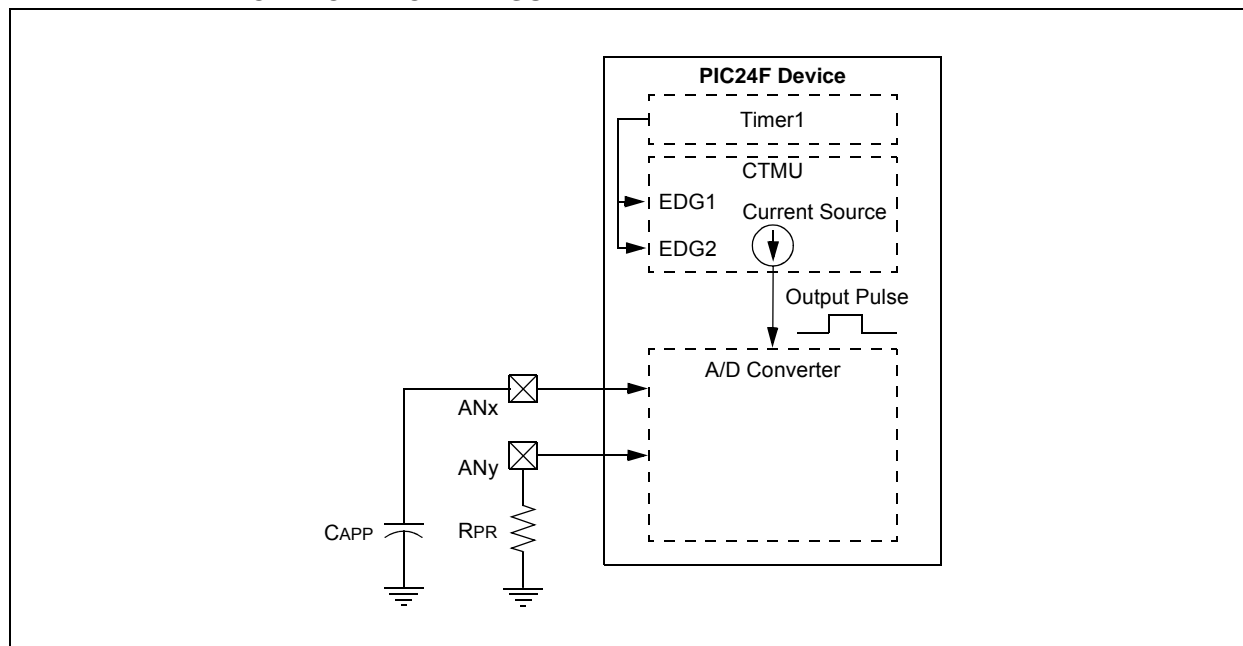 PIC24F Device
Timer1
CTMU
EDG1
Current Source
EDG2
Output Pulse
A/D Converter
ANx
ANy
CAPP
RPR